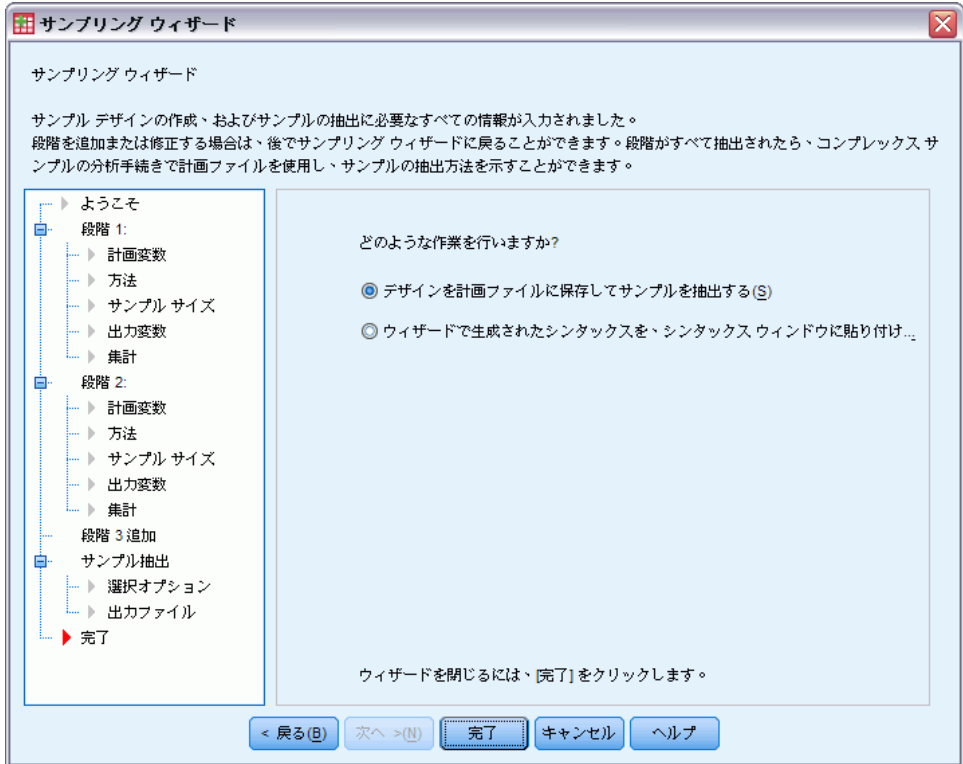 サンプリング ウィザード
サンプリング ウィザード
サンプル デザインの作成、およびサンプルの抽出に必要なすべての情報が入力されました。
段階を追加または修正する場合は、後でサンプリング ウィザードに戻ることができます。段階がすべて抽出されたら、コンプレックス サ
ンプルの分析手続きで計画ファイルを使用し、サンプルの抽出方法を示すことができます。
ようこそ
段階 1:
計画変数
方法
サンプル サイズ
出力変数
集計
段階 2:
計画変数
方法
サンプル サイズ
出力変数
集計
段階 3 追加
サンプル抽出
選択オプション
出力ファイル
完了
どのような作業を行いますか?
デザインを計画ファイルに保存してサンプルを抽出する(S)
ウィザードで生成されたシンタックスを、シンタックス ウィンドウに貼り付け...
ウィザードを閉じるには、[完了] をクリックします。
< 戻る(B)
次へ >(N)
完了
キャンセル
ヘルプ